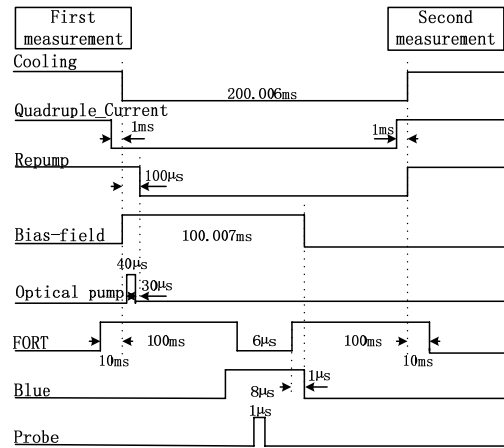 First measurement
Second measurement
Cooling
200.006ms
Quadruple_Current
1ms
1ms
Repump
100μs
Bias-field
100.007ms
40μs
Optical pump
30μs
FORT
100ms
6μs
100ms
10ms
10ms
Blue
8μs
1μs
1μs
Probe